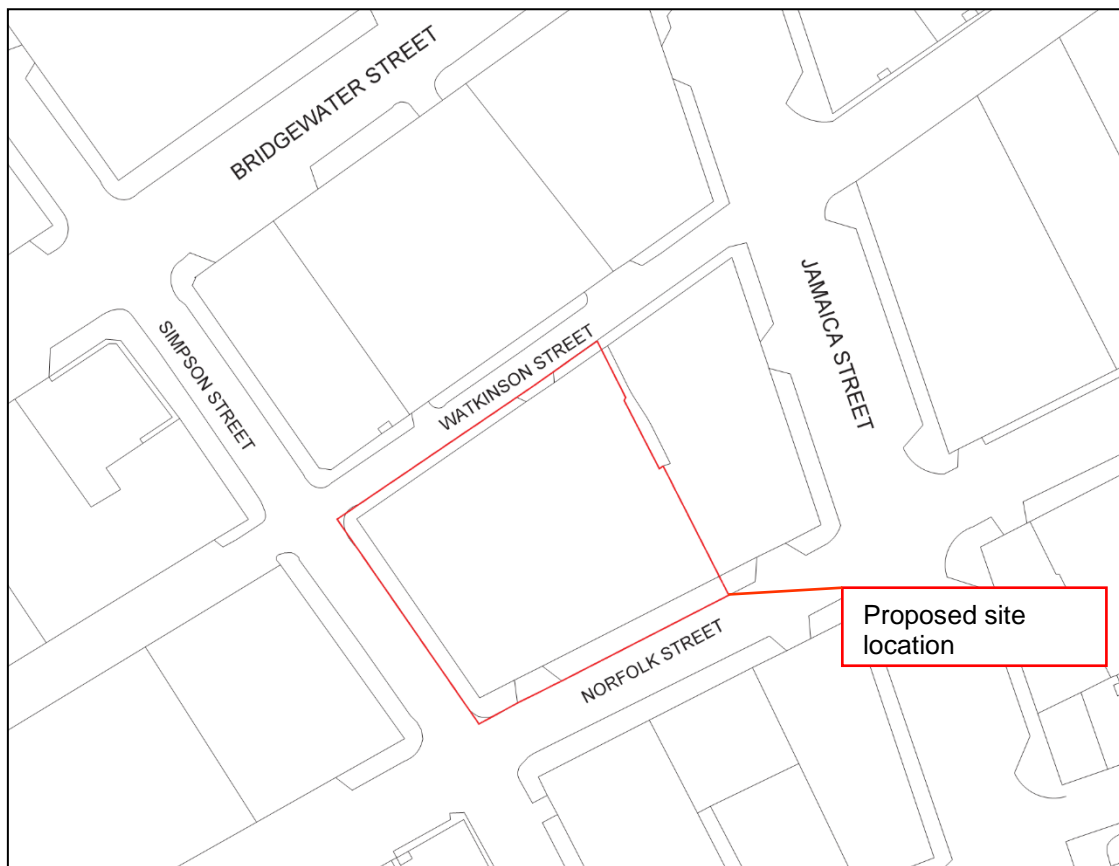 BRIDGEWATER STREET
SIMPSON STREET
WATKINSON STREET
JAMAICA STREET
NORFOLK STREET
Proposed site
location